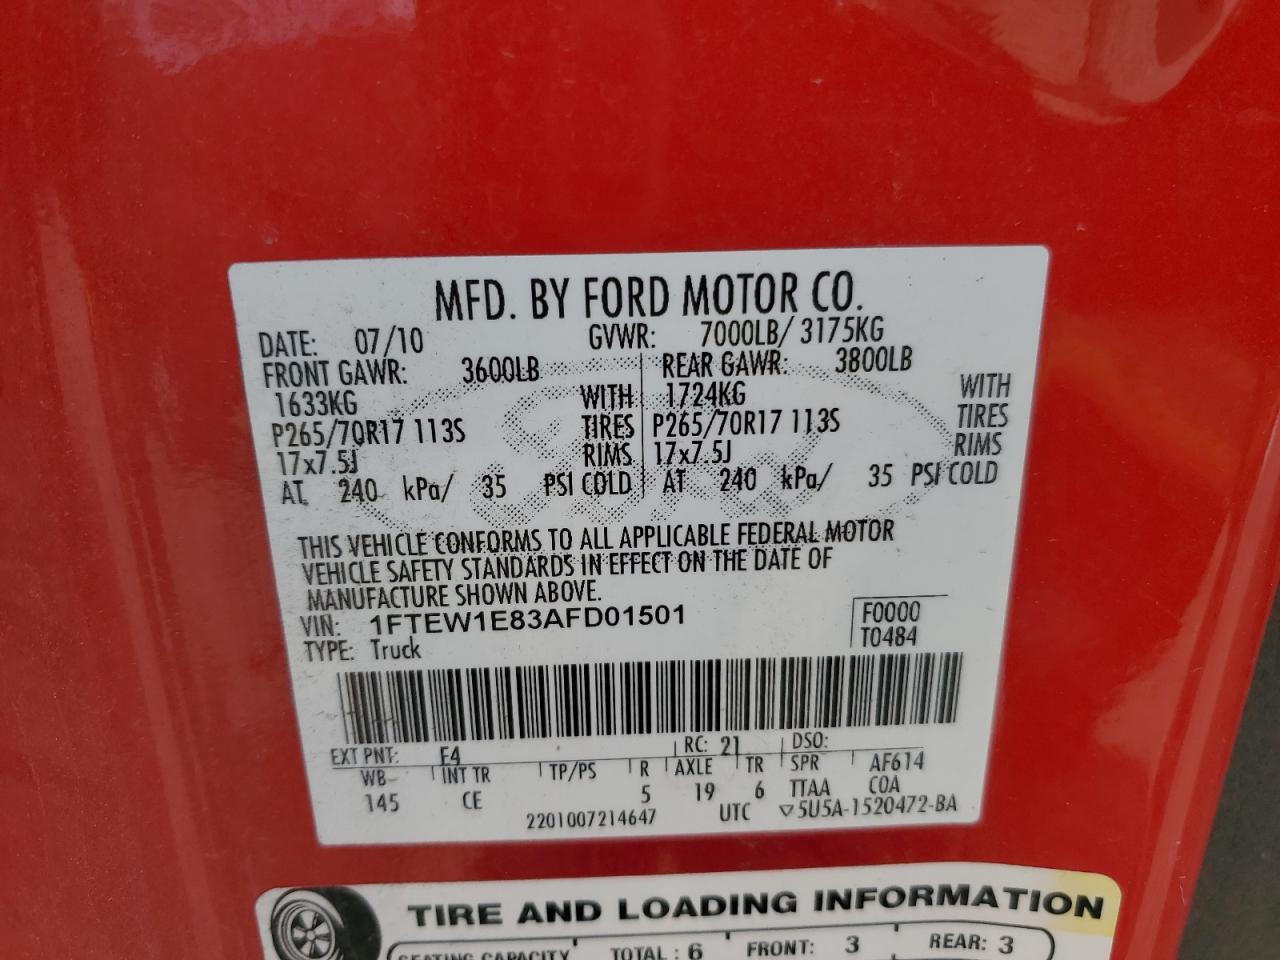 MFD. BY FORD MOTOR CO.
DATE: 07/10 GVWR: 7000LB/ 3175KG
FRONT GAWR: 3600LB REAR GAWR: 3800LB
1633KG WITH 1724KG WITH
P265/70R17 113S TIRES P265/70R17 113S TIRES
17x7.5J RIMS 17x7.5J RIMS
AT 240 kPa/ 35 PSI COLD AT 240 kPa/ 35 PSI COLD
THIS VEHICLE CONFORMS TO ALL APPLICABLE FEDERAL MOTOR
VEHICLE SAFETY STANDARDS IN EFFECT ON THE DATE OF
MANUFACTURE SHOWN ABOVE.
VIN: 1FTEW1E83AFD01501 F0000
TYPE: Truck T0484
EXT PNT: E4 RC: 21 DSO:
WB INT TR TP/PS R AXLE TR SPR AF614
145 CE 5 19 6 TTAA COA
2201007214647 UTC ▽5U5A-1520472-BA
TIRE AND LOADING INFORMATION
SEATING CAPACITY TOTAL : 6 FRONT: 3 REAR: 3